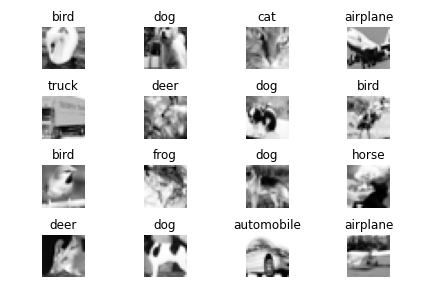 bird dog cat airplane
truck deer dog bird
bird frog dog horse
deer dog automobile airplane